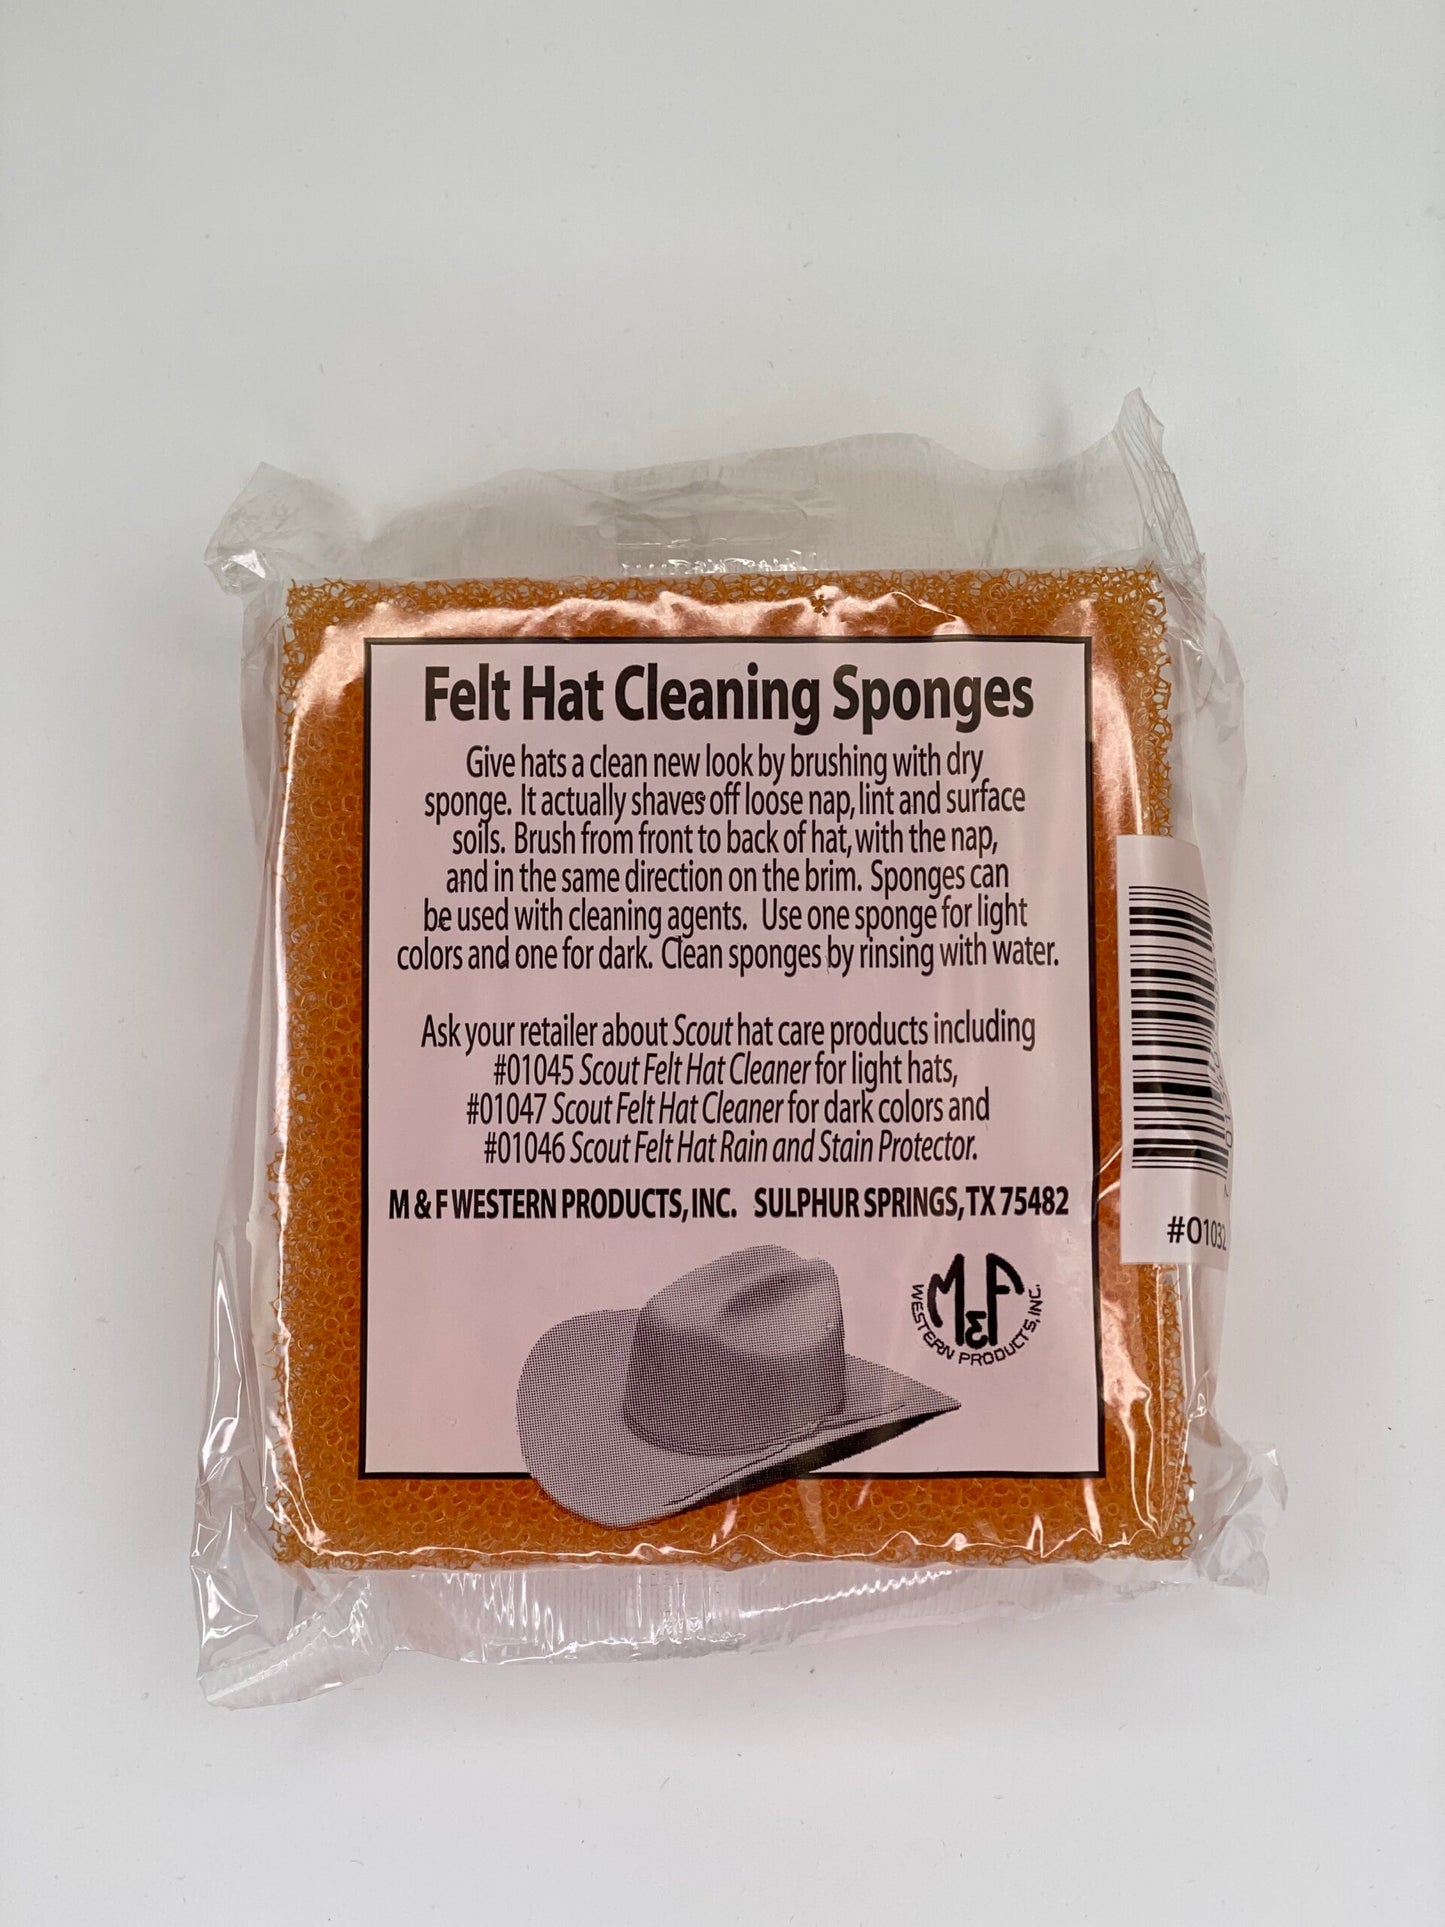 Felt Hat Cleaning Sponges
Give hats a clean new look by brushing with dry
sponge. It actually shaves off loose nap, lint and surface
soils. Brush from front to back of hat, with the nap,
and in the same direction on the brim. Sponges can
be used with cleaning agents. Use one sponge for light
colors and one for dark. Clean sponges by rinsing with water.
Ask your retailer about Scout hat care products including
#01045 Scout Felt Hat Cleaner for light hats,
#01047 Scout Felt Hat Cleaner for dark colors and
#01046 Scout Felt Hat Rain and Stain Protector.
M & F WESTERN PRODUCTS, INC. SULPHUR SPRINGS, TX 75482
M&F
WESTERN PRODUCTS, INC.
#01032